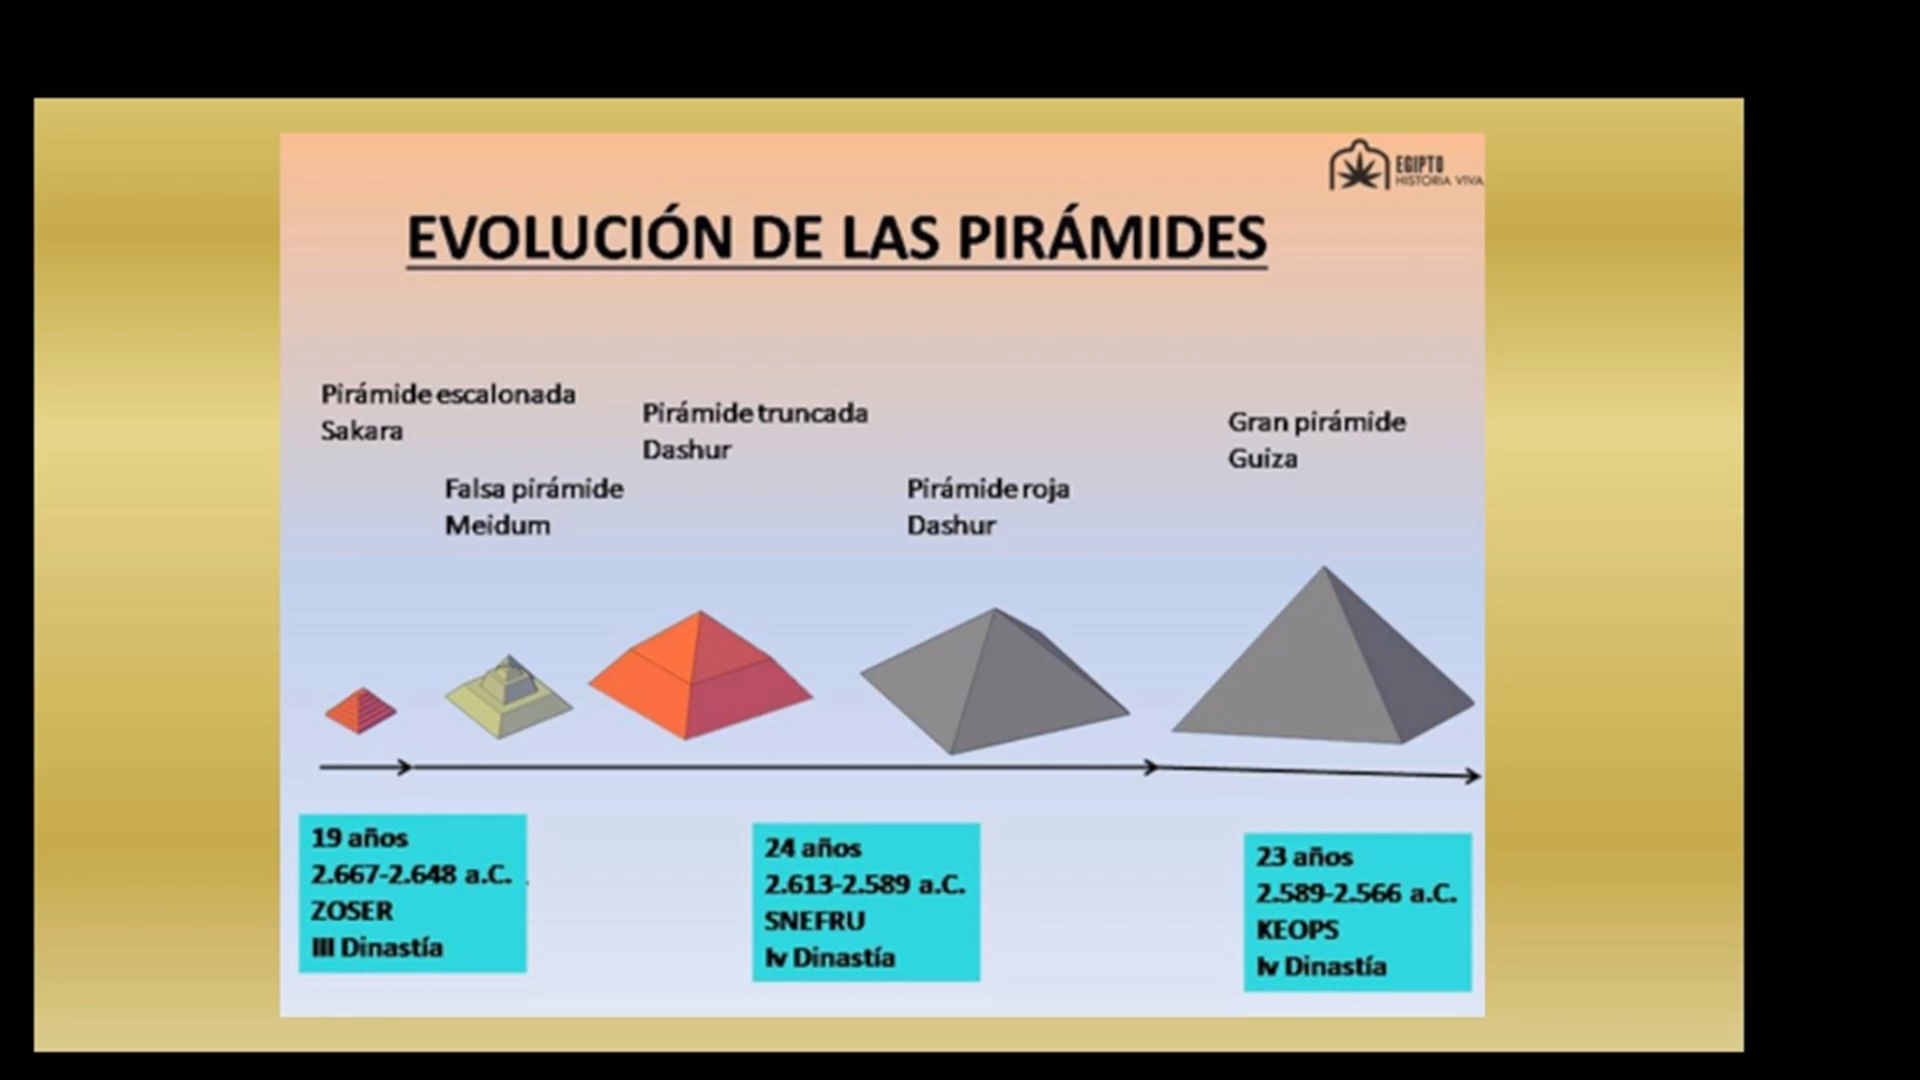 EGIPTO
HISTORIA VIVA
EVOLUCIÓN DE LAS PIRÁMIDES
Pirámide escalonada
Sakara
Falsa pirámide
Meidum
Pirámide truncada
Dashur
Pirámide roja
Dashur
Gran pirámide
Guiza
19 años
2.667-2.648 a.C.
ZOSER
III Dinastía
24 años
2.613-2.589 a.C.
SNEFRU
Iv Dinastía
23 años
2.589-2.566 a.C.
KEOPS
Iv Dinastía